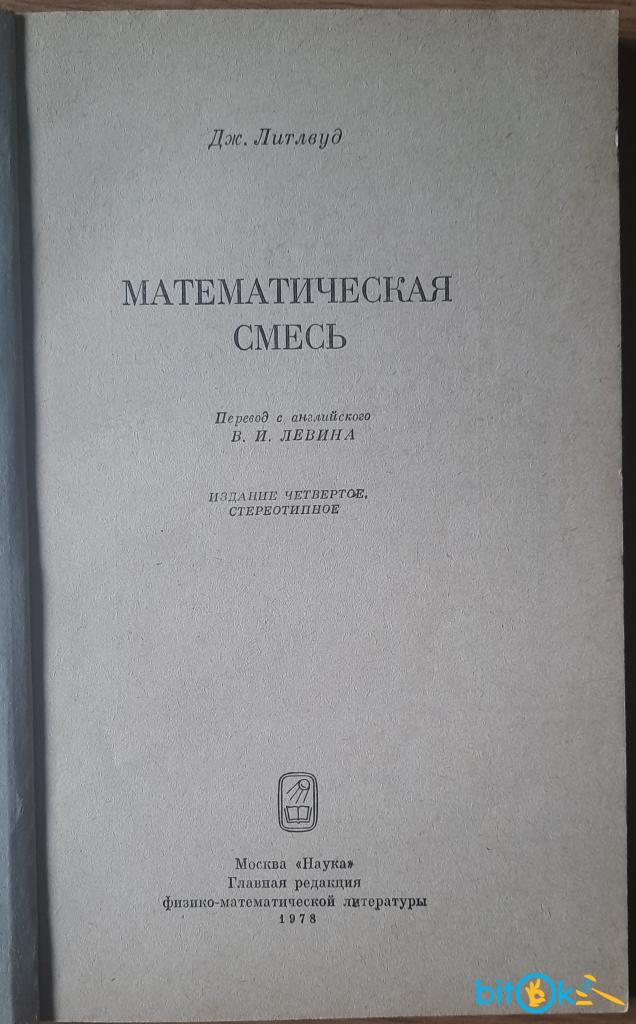 Дж. Литлвуд
МАТЕМАТИЧЕСКАЯ
СМЕСЬ
Перевод с английского
В. И. ЛЕВИНА
ИЗДАНИЕ ЧЕТВЕРТОЕ,
СТЕРЕОТИПНОЕ
Москва «Наука»
Главная редакция
физико-математической литературы
1978
bitOk